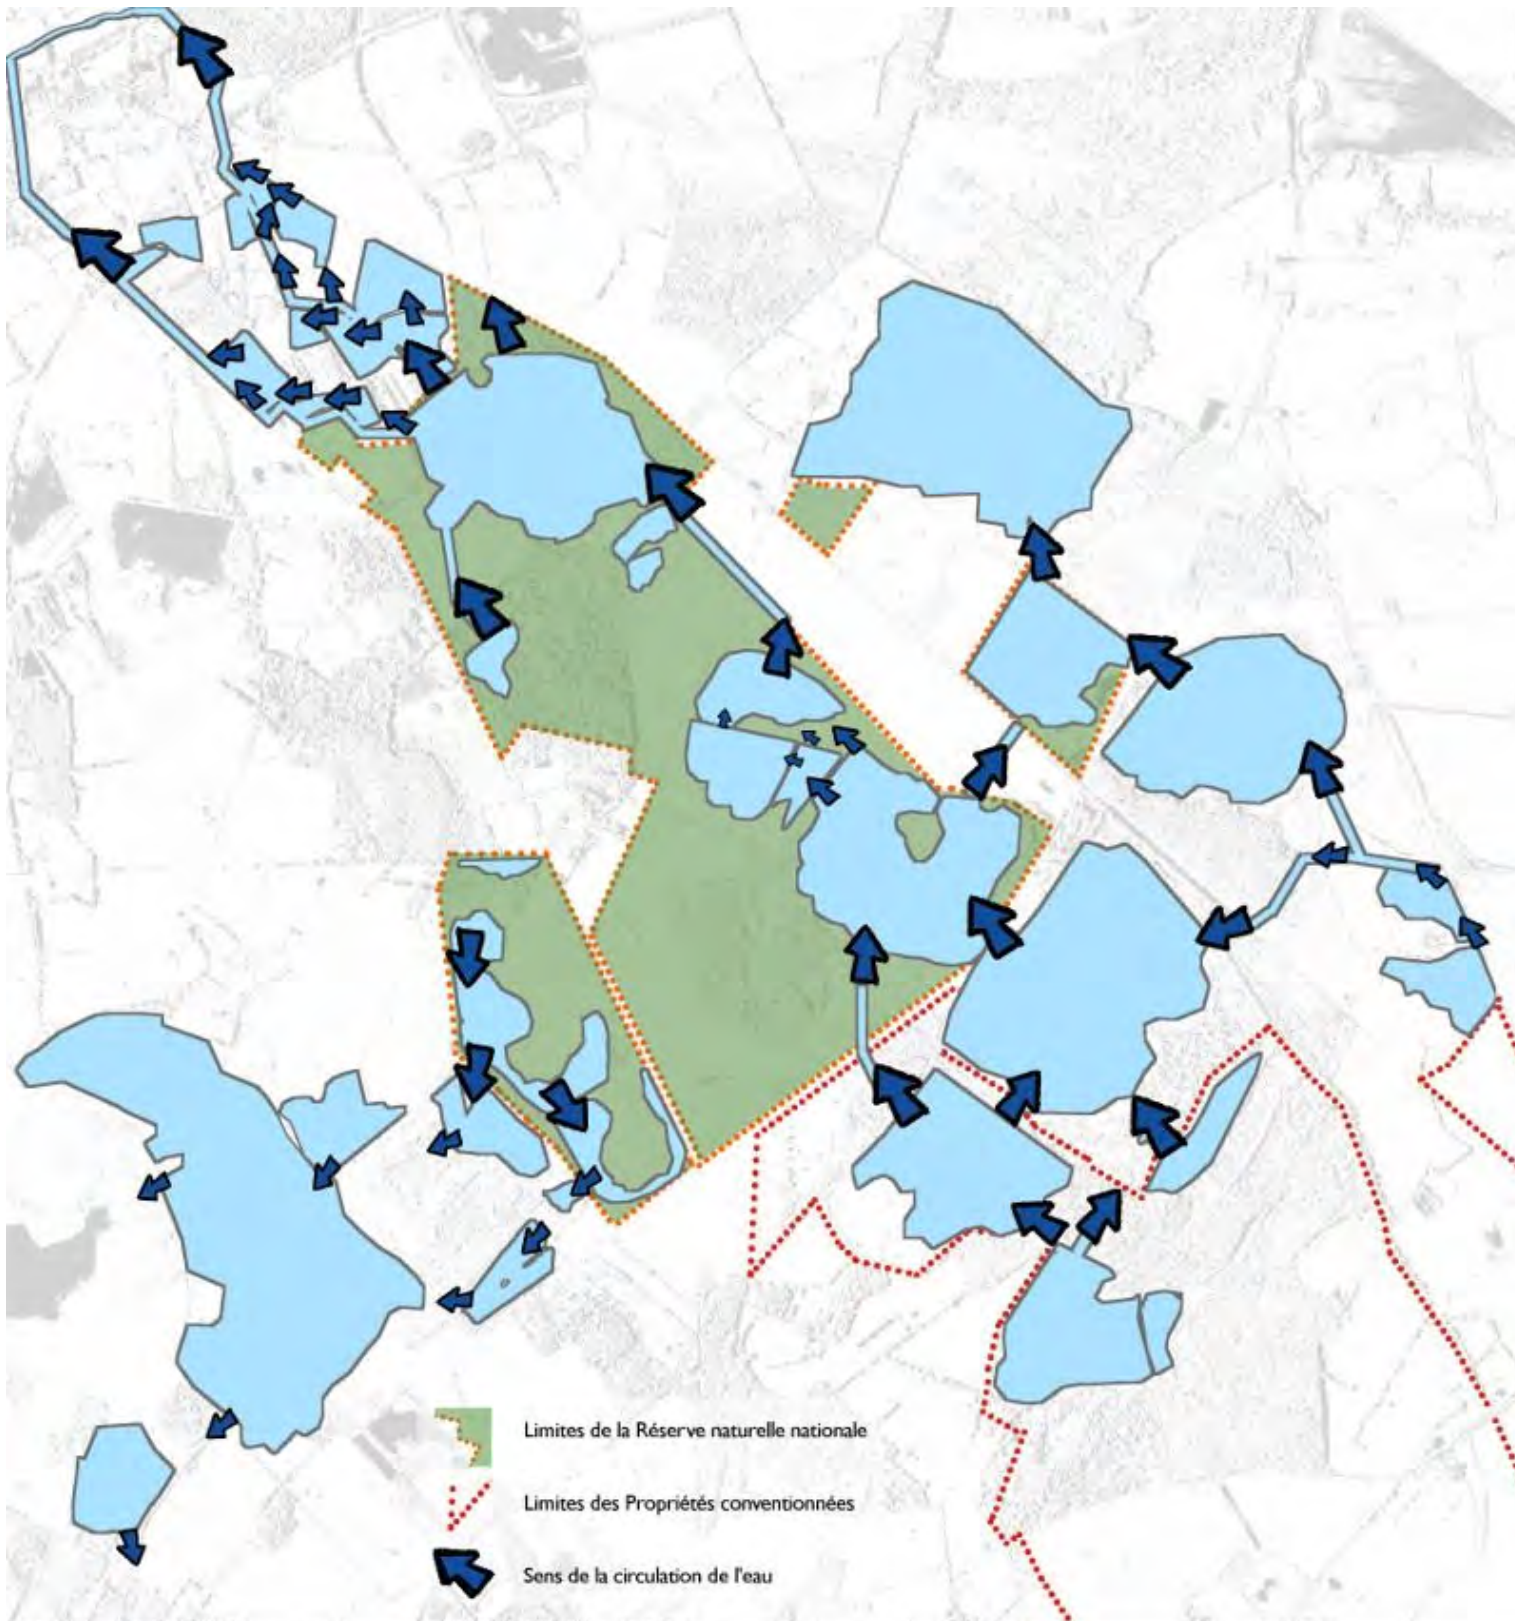 Limites de la Réserve naturelle nationale
Limites des Propriétés conventionnées
Sens de la circulation de l'eau